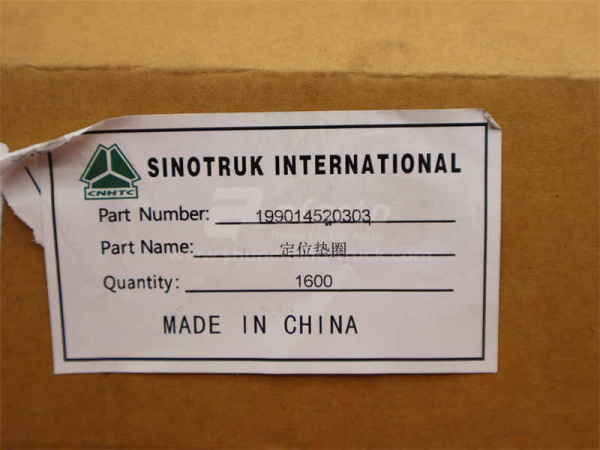 CNHTC
SINOTRUK INTERNATIONAL
Part Number: 199014520303
Part Name: 定位垫圈
Quantity: 1600
MADE IN CHINA